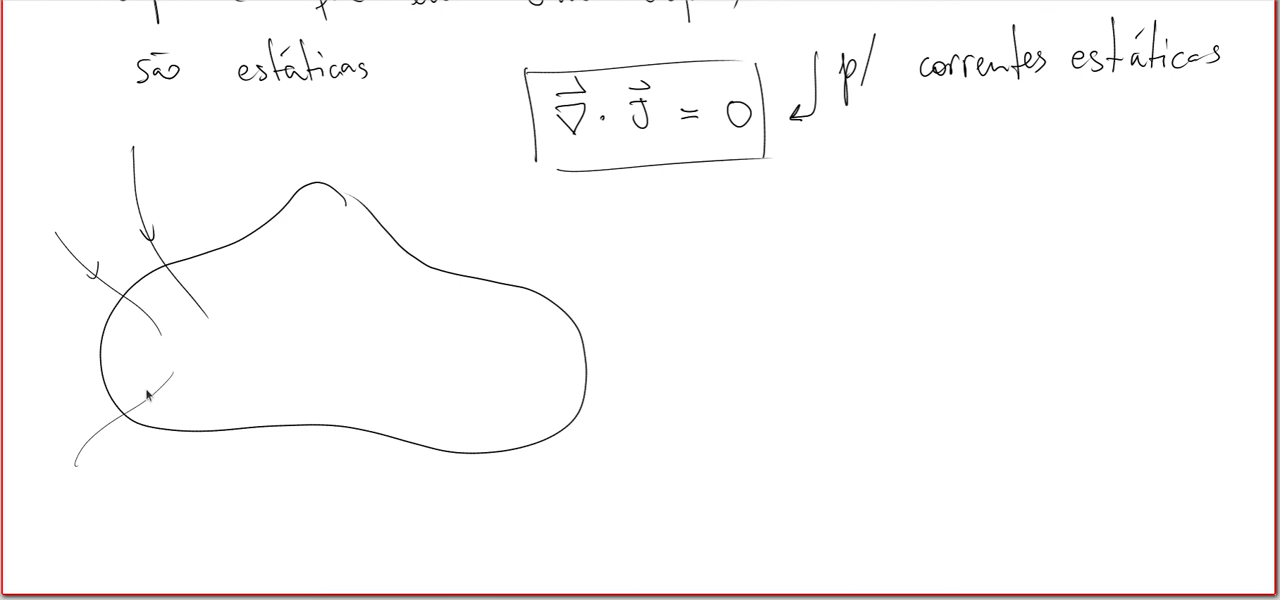 são estáticas
∇⃗ · J⃗ = 0 p/ correntes estáticas